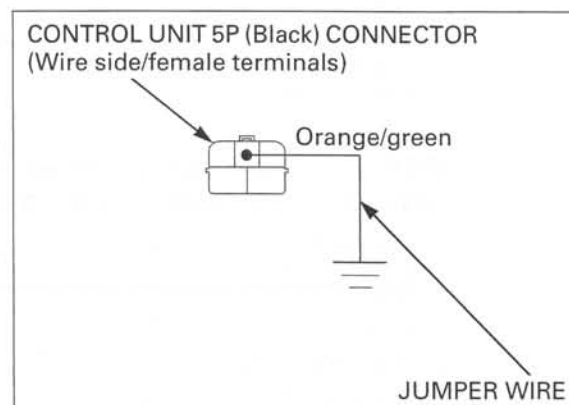 CONTROL UNIT 5P (Black) CONNECTOR
(Wire side/female terminals)
Orange/green
JUMPER WIRE